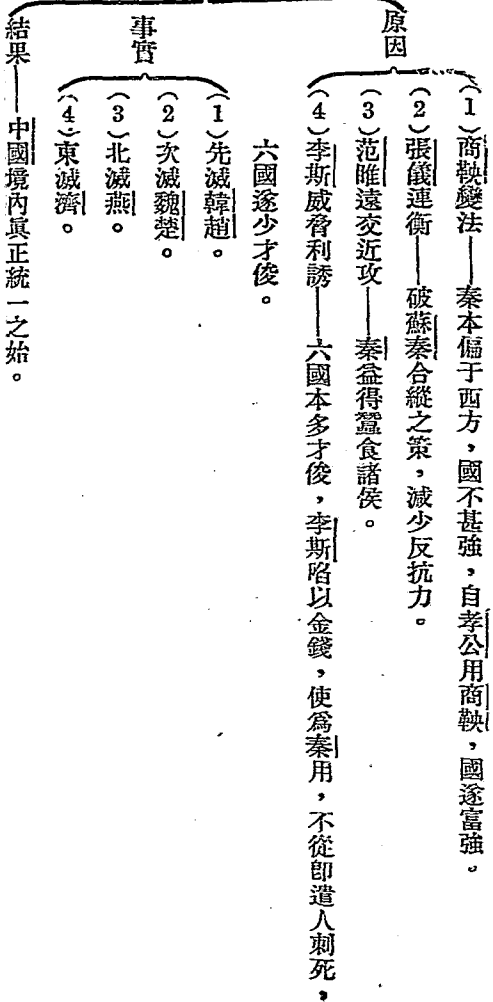 原因
（1）商鞅變法——秦本偏于西方，國不甚強，自孝公用商鞅，國遂富強。
（2）張儀連衡——破蘇秦合縱之策，減少反抗力。
（3）范睢遠交近攻——秦益得蠶食諸侯。
（4）李斯威脅利誘——六國本多才俊，李斯啗以金錢，使爲秦用，不從卽遣人刺死，
六國遂少才俊。
事實
（1）先滅韓趙。
（2）次滅魏楚。
（3）北滅燕。
（4）東滅濟。
結果——中國境內眞正統一之始。